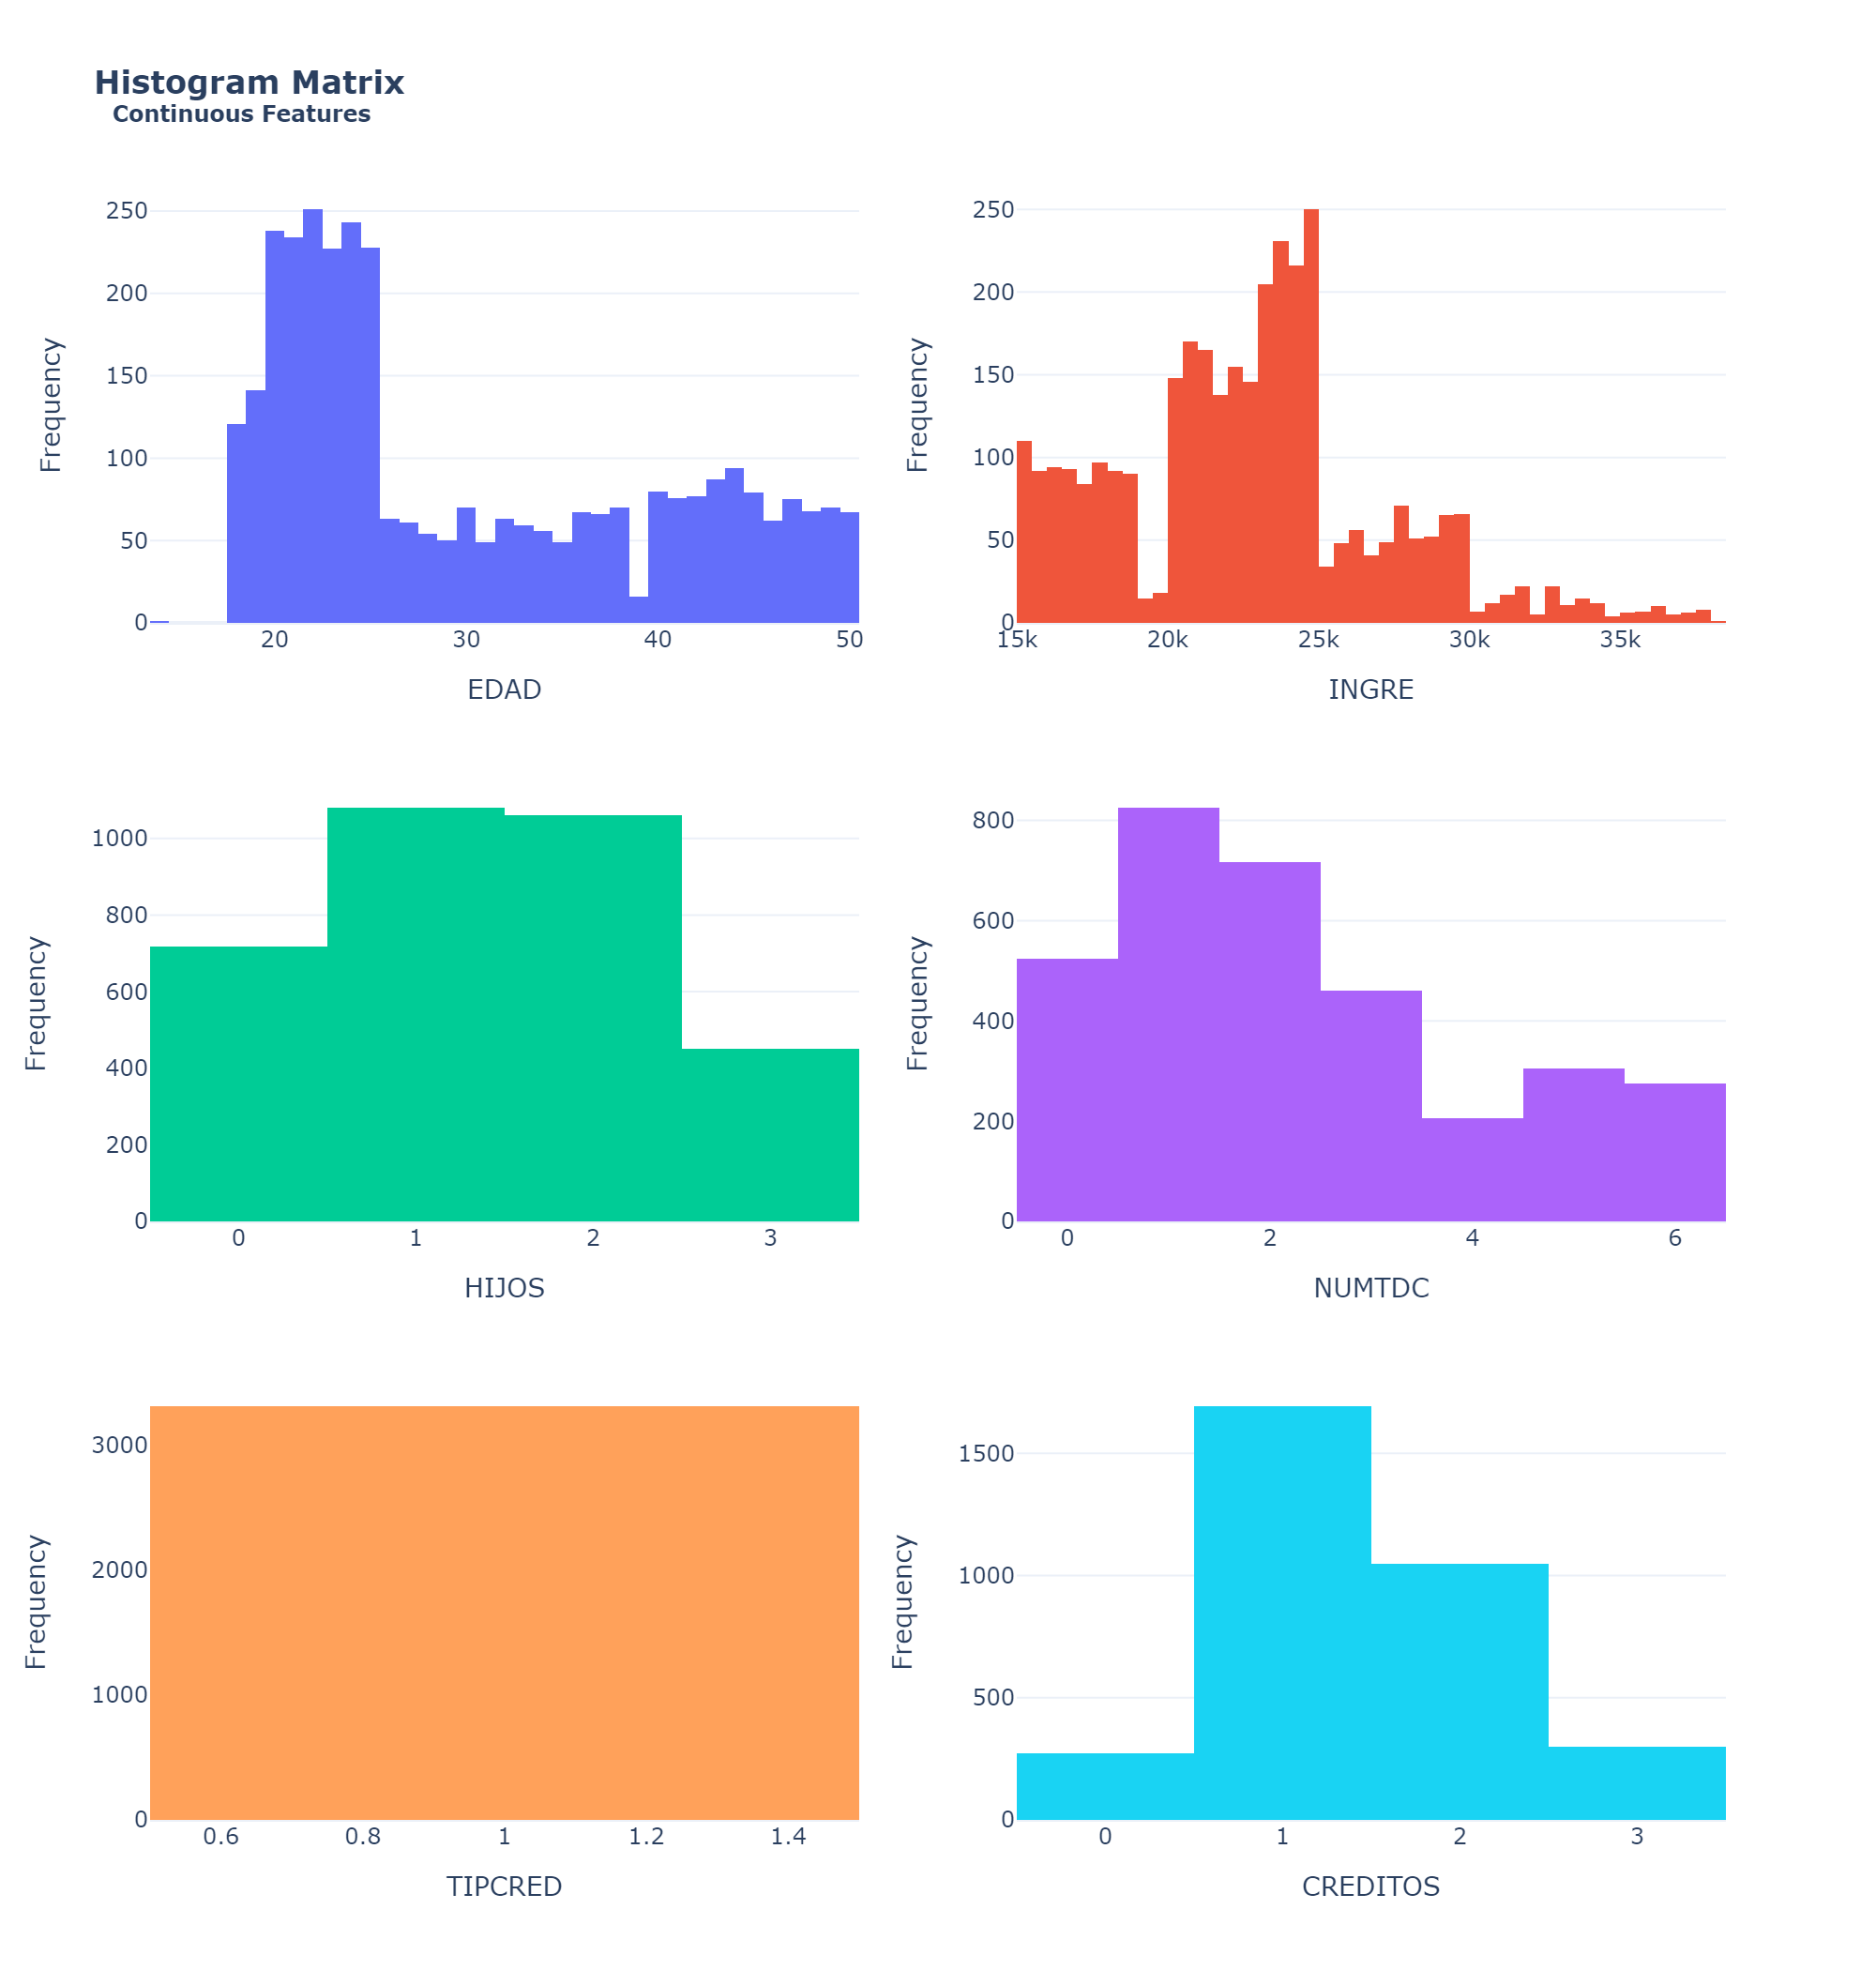 Histogram Matrix
Continuous Features
250
200
150
100
50
0
Frequency
20 30 40 50
EDAD
250
200
150
100
50
0
Frequency
15k 20k 25k 30k 35k
INGRE
1000
800
600
400
200
0
Frequency
0 1 2 3
HIJOS
800
600
400
200
0
Frequency
0 2 4 6
NUMTDC
3000
2000
1000
0
Frequency
0.6 0.8 1 1.2 1.4
TIPCRED
1500
1000
500
0
Frequency
0 1 2 3
CREDITOS